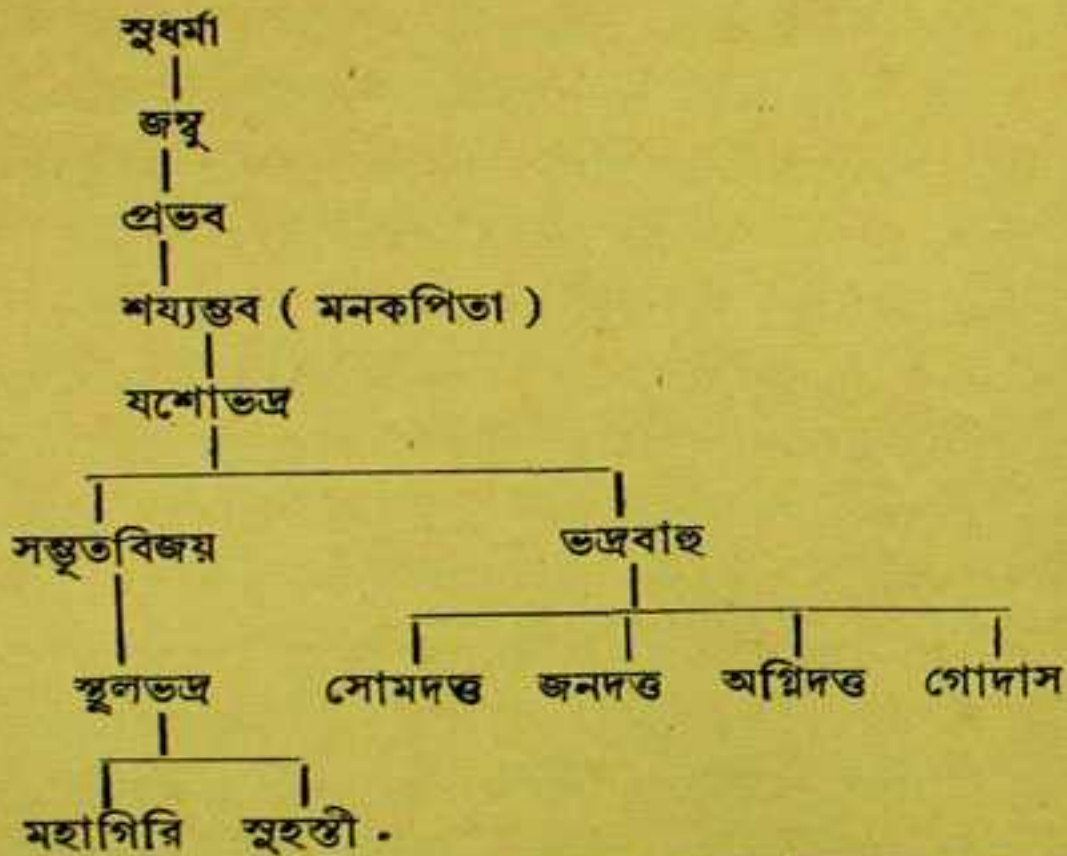 সুধর্মা
জম্বু
প্রভব
শয্যম্ভব ( মনকপিতা )
যশোভদ্র
সম্ভূতবিজয় ভদ্রবাহু
স্থূলভদ্র সোমদত্ত জনদত্ত অগ্নিদত্ত গোদাস
মহাগিরি সুহস্তী .